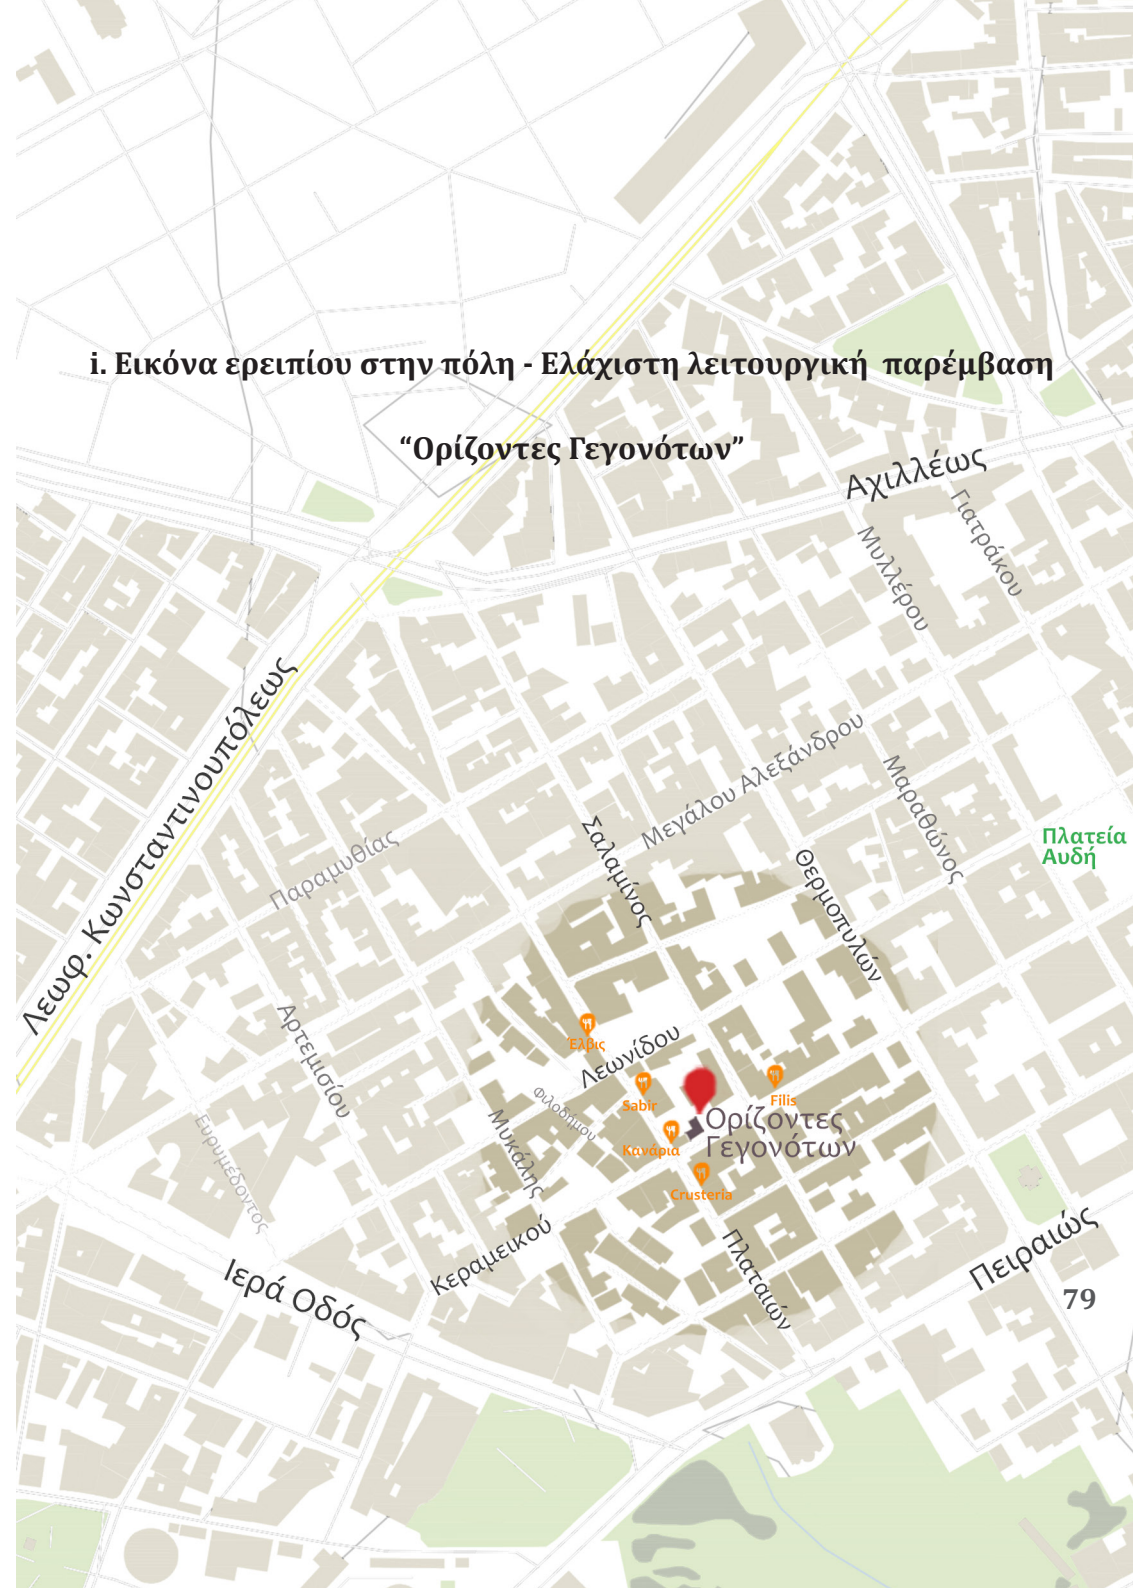 i. Εικόνα ερειπίου στην πόλη - Ελάχιστη λειτουργική παρέμβαση
“Ορίζοντες Γεγονότων”
Αχιλλέως
Γιατράκου
Μυλλέρου
Λεωφ. Κωνσταντινουπόλεως
Μεγάλου Αλεξάνδρου
Μαραθώνος
Πλατεία
Αυδή
Σαλαμίνος
Παραμυθίας
Θερμοπυλών
Αρτεμισίου
Έλβις
Λεωνίδου
Sabir
Filis
Φιλοδήμου
Ορίζοντες
Γεγονότων
Κανάρια
Μυκάλης
Crusteria
Ευρυμέδοντος
Κεραμεικού
Πλαταιών
Πειραιώς
Ιερά Οδός
79